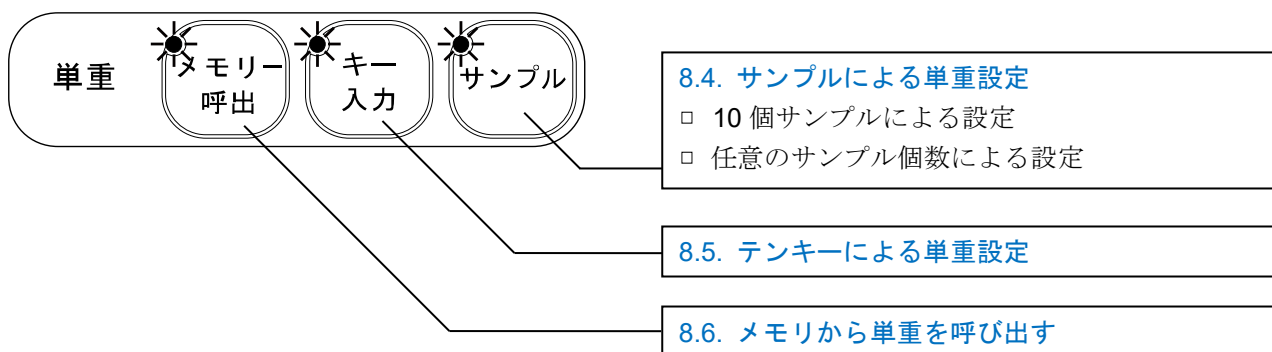 単重
メモリー
呼出
キー
入力
サンプル
8.4. サンプルによる単重設定
□ 10 個サンプルによる設定
□ 任意のサンプル個数による設定
8.5. テンキーによる単重設定
8.6. メモリから単重を呼び出す